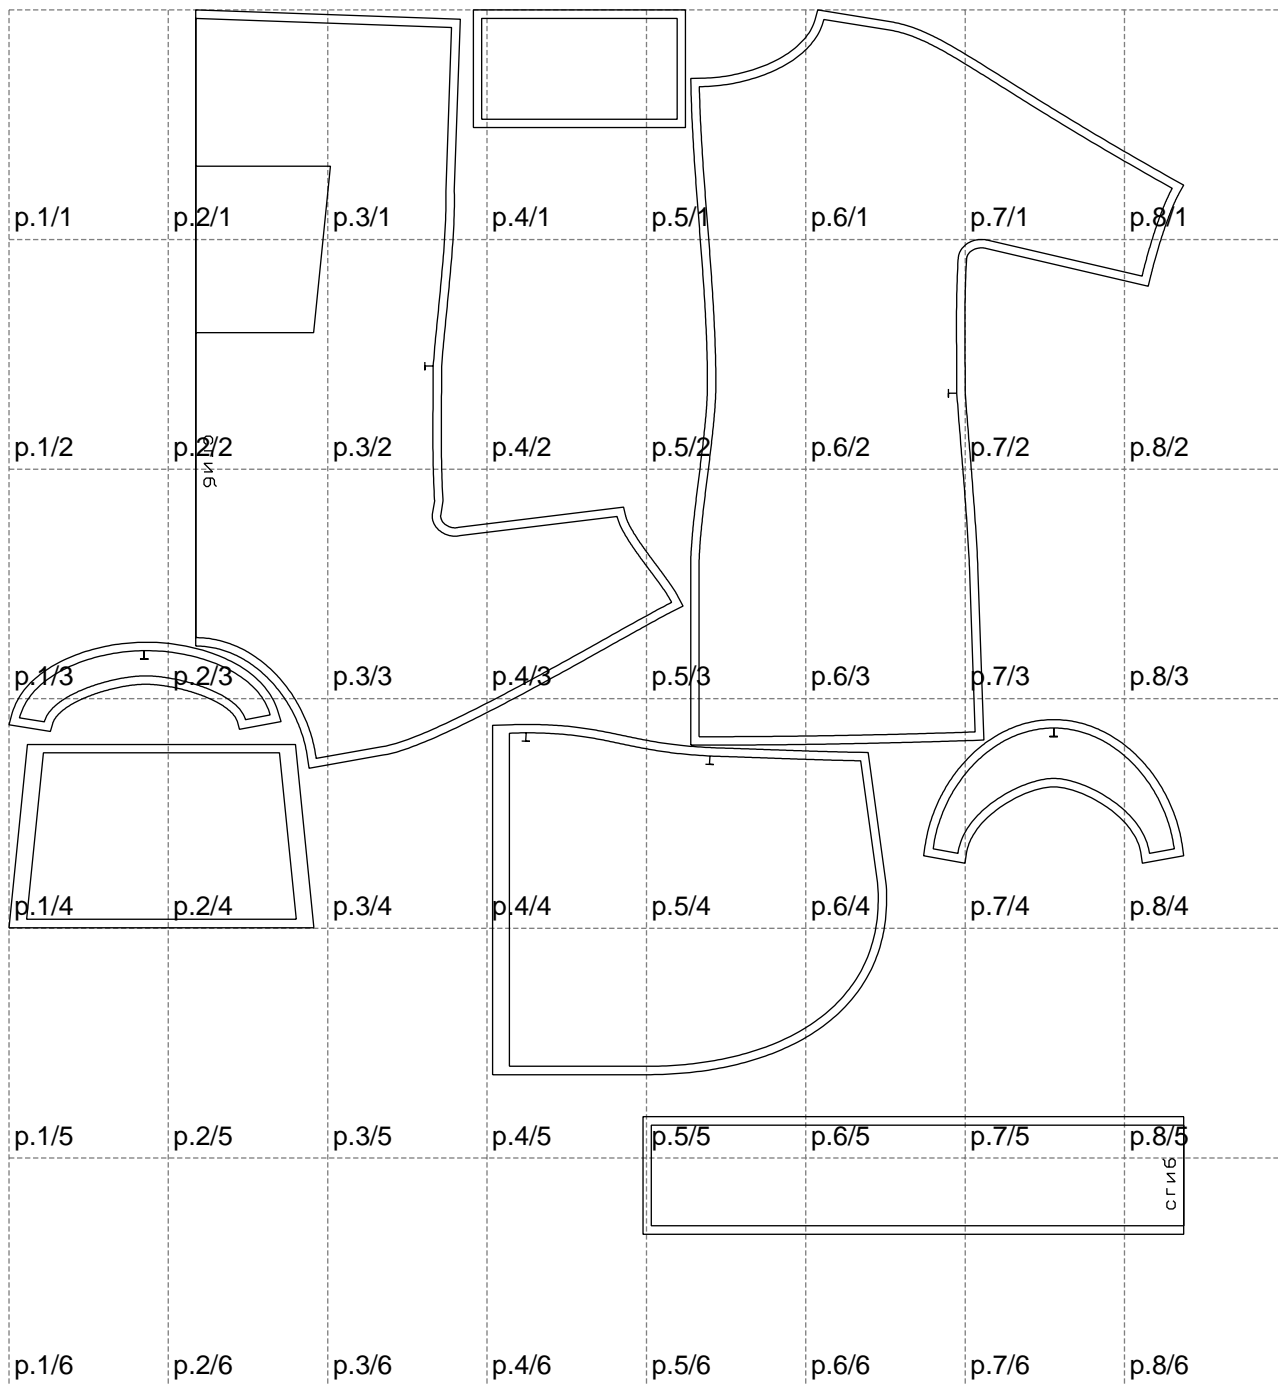 p.1/1 p.2/1 p.3/1 p.4/1 p.5/1 p.6/1 p.7/1 p.8/1
p.1/2 p.2/2 p.3/2 p.4/2 p.5/2 p.6/2 p.7/2 p.8/2
сгиб
p.1/3 p.2/3 p.3/3 p.4/3 p.5/3 p.6/3 p.7/3 p.8/3
p.1/4 p.2/4 p.3/4 p.4/4 p.5/4 p.6/4 p.7/4 p.8/4
p.1/5 p.2/5 p.3/5 p.4/5 p.5/5 p.6/5 p.7/5 p.8/5
сгиб
p.1/6 p.2/6 p.3/6 p.4/6 p.5/6 p.6/6 p.7/6 p.8/6